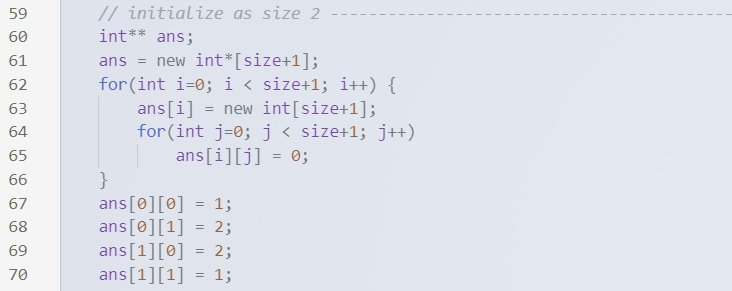 59 // initialize as size 2 -----------------------------------------
60 int** ans;
61 ans = new int*[size+1];
62 for(int i=0; i < size+1; i++) {
63 ans[i] = new int[size+1];
64 for(int j=0; j < size+1; j++)
65 ans[i][j] = 0;
66 }
67 ans[0][0] = 1;
68 ans[0][1] = 2;
69 ans[1][0] = 2;
70 ans[1][1] = 1;